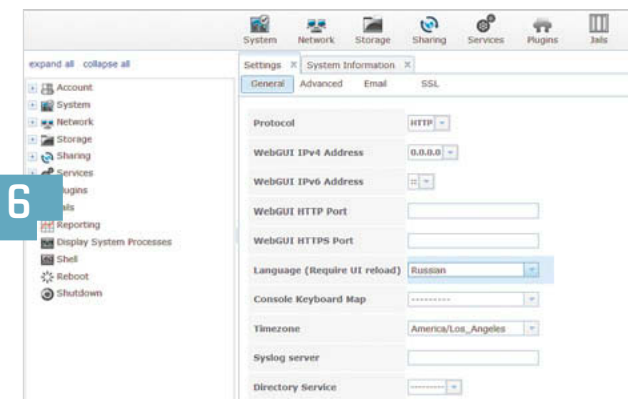 System Network Storage Sharing Services Plugins Jails
expand all collapse all
Settings X System Information X
General Advanced Email SSL
Account
System
Network
Storage
Sharing
Services
lugins
ails
Reporting
Display System Processes
Shell
Reboot
Shutdown
6
Protocol HTTP
WebGUI IPv4 Address 0.0.0.0
WebGUI IPv6 Address ::
WebGUI HTTP Port
WebGUI HTTPS Port
Language (Require UI reload) Russian
Console Keyboard Map ---------
Timezone America/Los_Angeles
Syslog server
Directory Service ---------